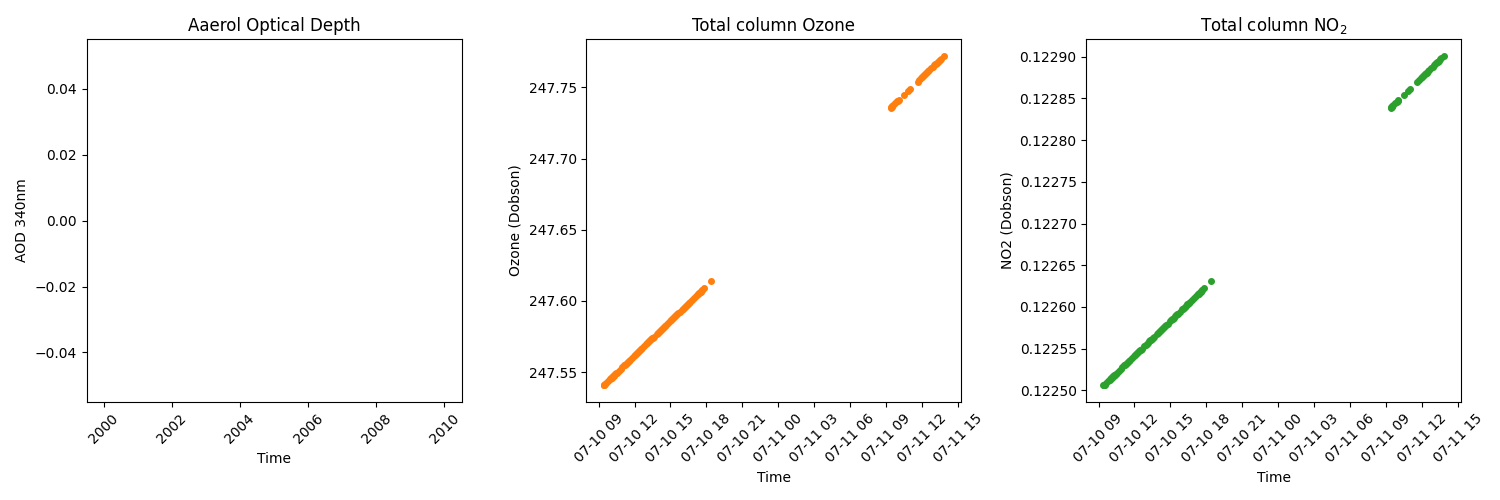 Aaerol Optical Depth
AOD 340nm
0.04
0.02
0.00
−0.02
−0.04
2000 2002 2004 2006 2008 2010
Time
Total column Ozone
Ozone (Dobson)
247.75
247.70
247.65
247.60
247.55
07-10 09 07-10 12 07-10 15 07-10 18 07-10 21 07-11 00 07-11 03 07-11 06 07-11 09 07-11 12 07-11 15
Time
Total column NO₂
NO2 (Dobson)
0.12290
0.12285
0.12280
0.12275
0.12270
0.12265
0.12260
0.12255
0.12250
07-10 09 07-10 12 07-10 15 07-10 18 07-10 21 07-11 00 07-11 03 07-11 06 07-11 09 07-11 12 07-11 15
Time